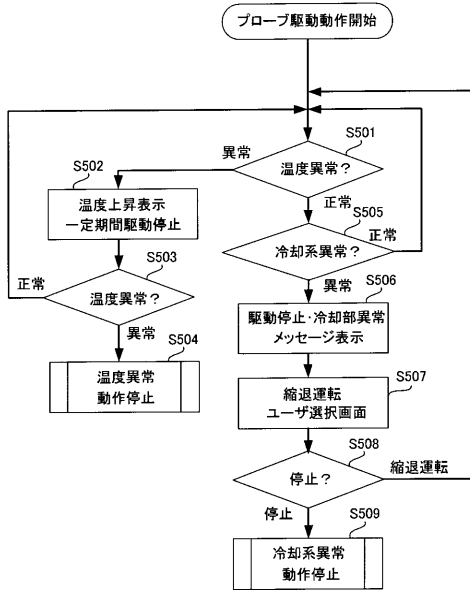 プローブ駆動動作開始
S501
異常
温度異常？
S502
正常
S505
温度上昇表示
一定期間駆動停止
正常
冷却系異常？
S503
正常
異常
S506
温度異常？
駆動停止・冷却部異常
メッセージ表示
異常
S504
温度異常
動作停止
S507
縮退運転
ユーザ選択画面
S508
停止？
縮退運転
停止
S509
冷却系異常
動作停止